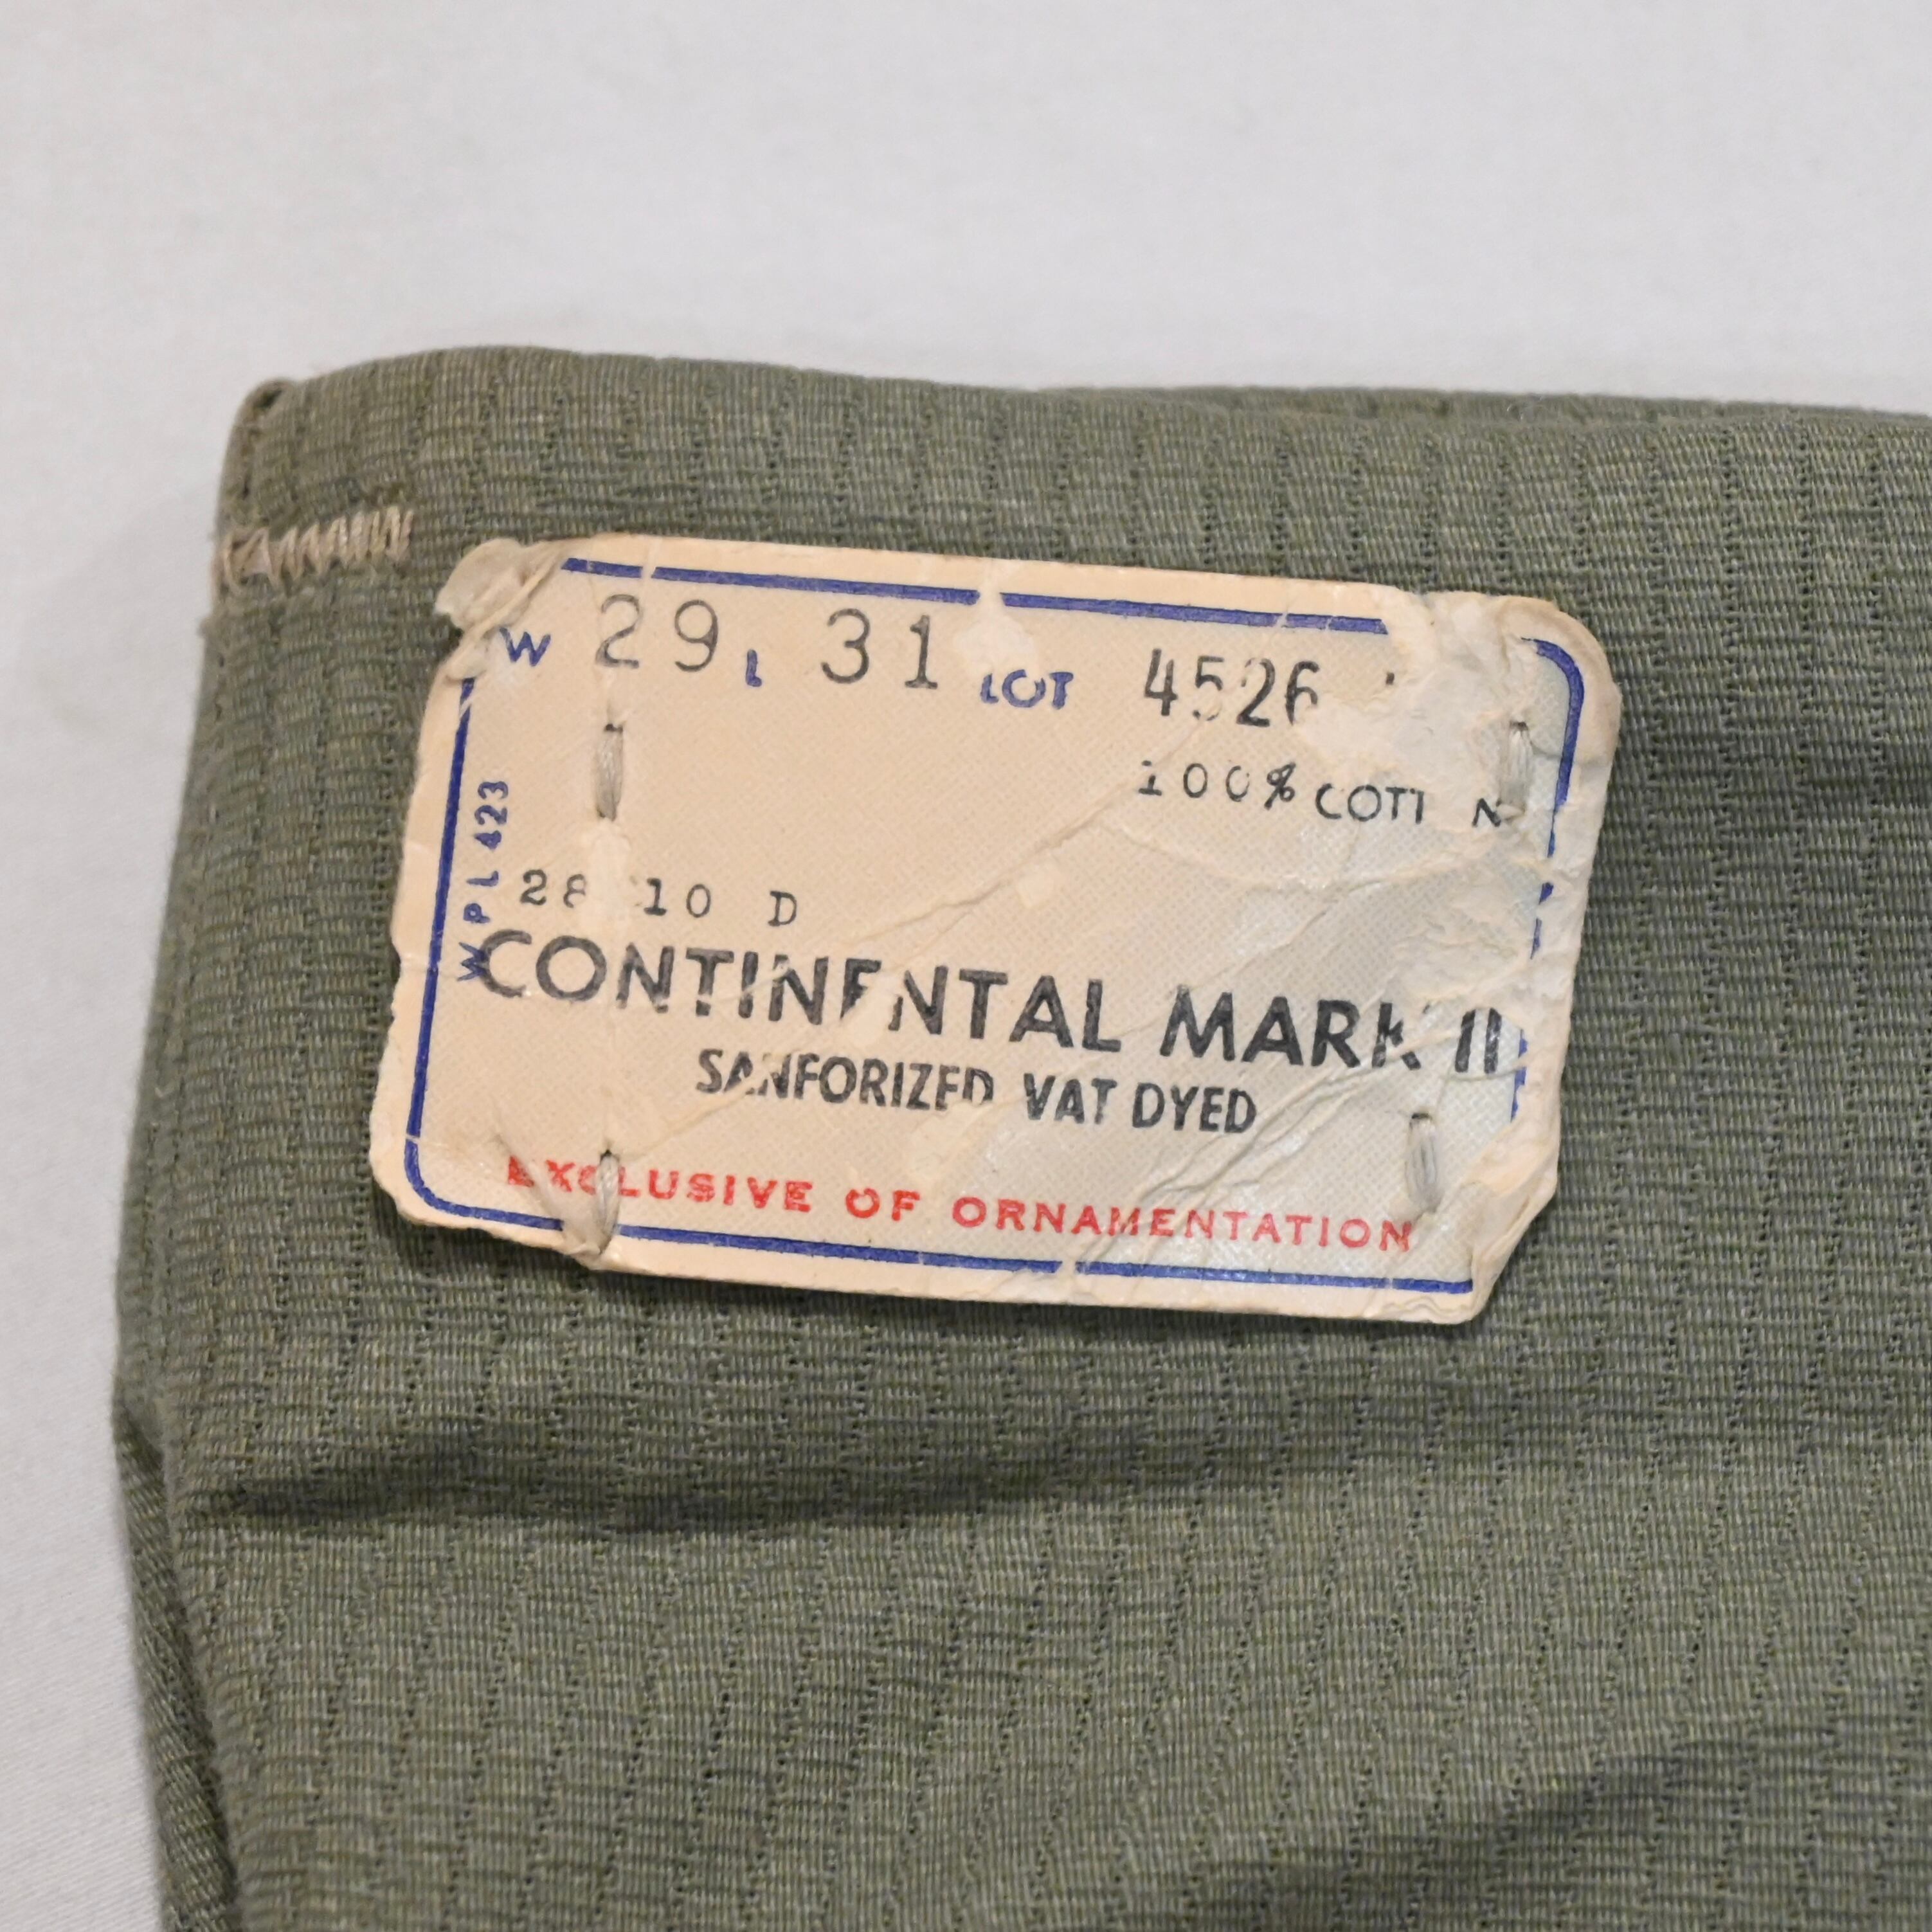 W 29 L 31 LOT 4526
100% COTT N
WPL 423
28 10 D
CONTINENTAL MARK II
SANFORIZED VAT DYED
EXCLUSIVE OF ORNAMENTATION